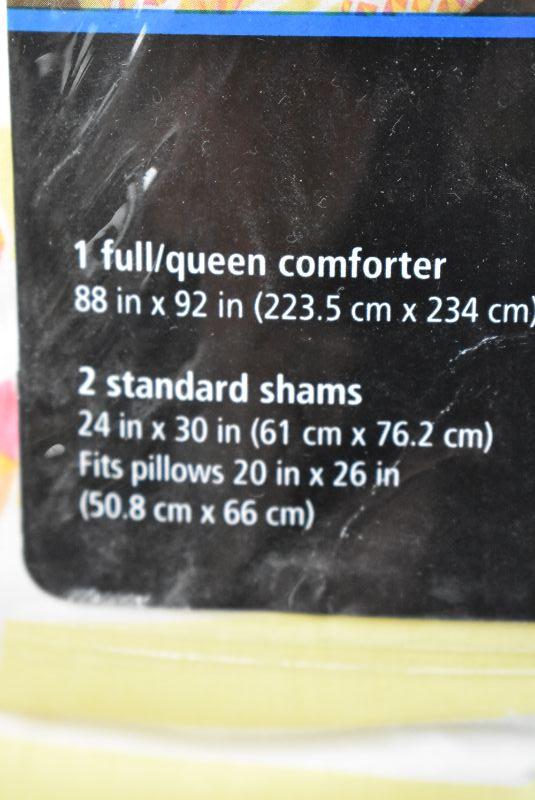 1 full/queen comforter
88 in x 92 in (223.5 cm x 234 cm)
2 standard shams
24 in x 30 in (61 cm x 76.2 cm)
Fits pillows 20 in x 26 in
(50.8 cm x 66 cm)